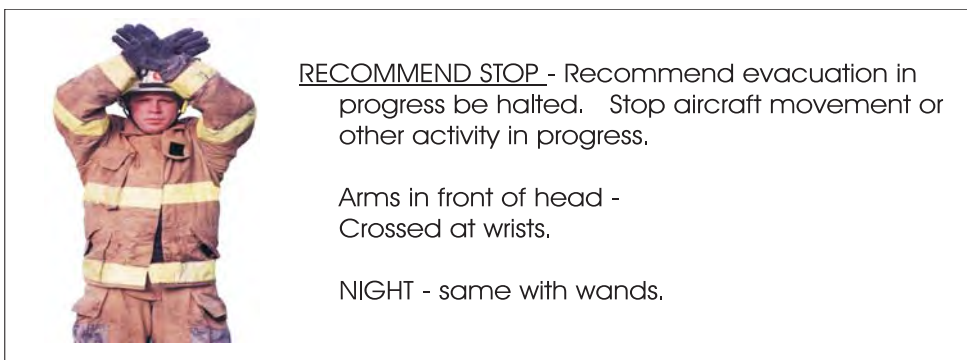 RECOMMEND STOP - Recommend evacuation in
progress be halted. Stop aircraft movement or
other activity in progress.
Arms in front of head -
Crossed at wrists.
NIGHT - same with wands.